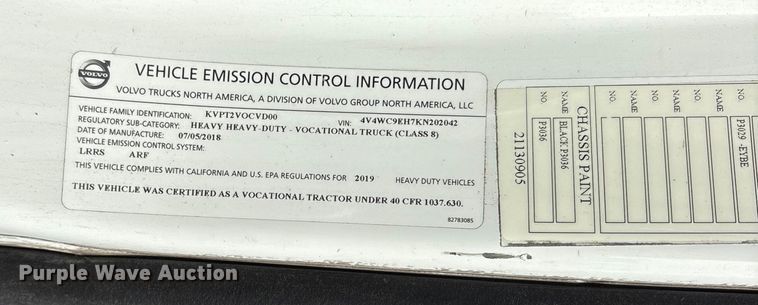 VOLVO
VEHICLE EMISSION CONTROL INFORMATION
VOLVO TRUCKS NORTH AMERICA, A DIVISION OF VOLVO GROUP NORTH AMERICA, LLC
VEHICLE FAMILY IDENTIFICATION: KVPT2VOCVD00 VIN: 4V4WC9EH7KN202042
REGULATORY SUB-CATEGORY: HEAVY HEAVY-DUTY - VOCATIONAL TRUCK (CLASS 8)
DATE OF MANUFACTURE: 07/05/2018
VEHICLE EMISSION CONTROL SYSTEM:
LRRS ARF
THIS VEHICLE COMPLIES WITH CALIFORNIA AND U.S. EPA REGULATIONS FOR 2019 HEAVY DUTY VEHICLES
THIS VEHICLE WAS CERTIFIED AS A VOCATIONAL TRACTOR UNDER 40 CFR 1037.630.
82783085
NO. P3029 -EYBE
NAME
NO.
NAME
NO.
NAME
NO.
CHASSIS PAINT
NAME BLACK P3036
NO. P3036
21130905
Purple Wave Auction